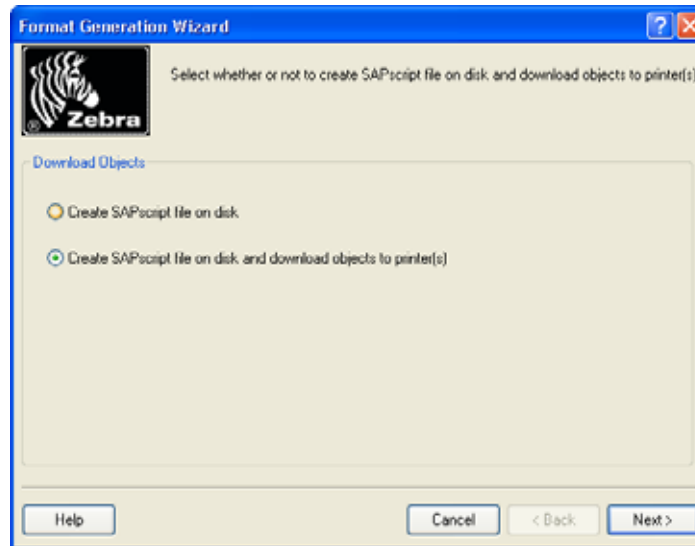 Format Generation Wizard
Select whether or not to create SAPscript file on disk and download objects to printer(s)
® Zebra
Download Objects
Create SAPscript file on disk
Create SAPscript file on disk and download objects to printer(s)
Help
Cancel
< Back
Next >